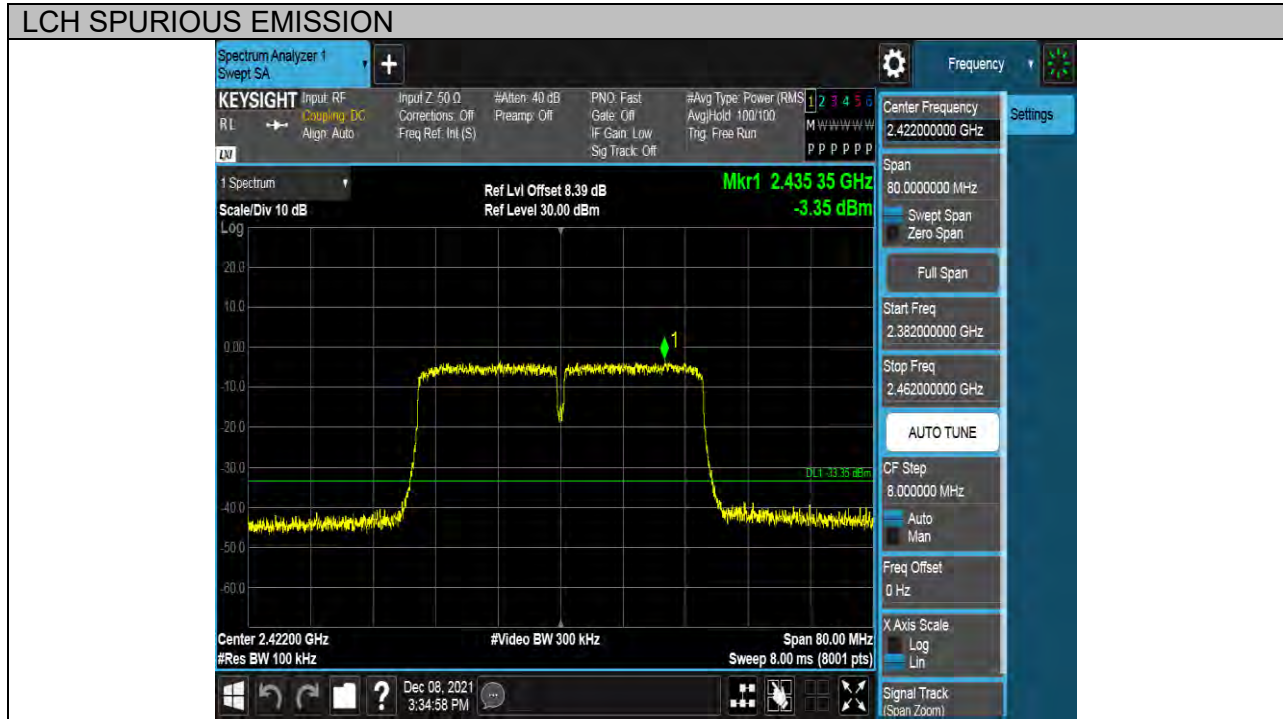 LCH SPURIOUS EMISSION
Spectrum Analyzer 1
Swept SA
+
Frequency
KEYSIGHT
RL
LXI
Input: RF
Coupling: DC
Align: Auto
Input Z: 50 Ω
Corrections: Off
Freq Ref: Int (S)
#Atten: 40 dB
Preamp: Off
PNO: Fast
Gate: Off
IF Gain: Low
Sig Track: Off
#Avg Type: Power (RMS
Avg|Hold: 100/100
Trig: Free Run
1 2 3 4 5 6
M W W W W W
P P P P P P
Center Frequency
2.422000000 GHz
Settings
1 Spectrum
Scale/Div 10 dB
Ref Lvl Offset 8.39 dB
Ref Level 30.00 dBm
Mkr1 2.435 35 GHz
-3.35 dBm
Log
20.0
10.0
0.00
-10.0
-20.0
-30.0
-40.0
-50.0
-60.0
1
DL1 -33.35 dBm
Center 2.42200 GHz
#Res BW 100 kHz
#Video BW 300 kHz
Span 80.00 MHz
Sweep 8.00 ms (8001 pts)
Span
80.0000000 MHz
Swept Span
Zero Span
Full Span
Start Freq
2.382000000 GHz
Stop Freq
2.462000000 GHz
AUTO TUNE
CF Step
8.000000 MHz
Auto
Man
Freq Offset
0 Hz
X Axis Scale
Log
Lin
Signal Track
(Span Zoom)
?
Dec 08, 2021
3:34:58 PM